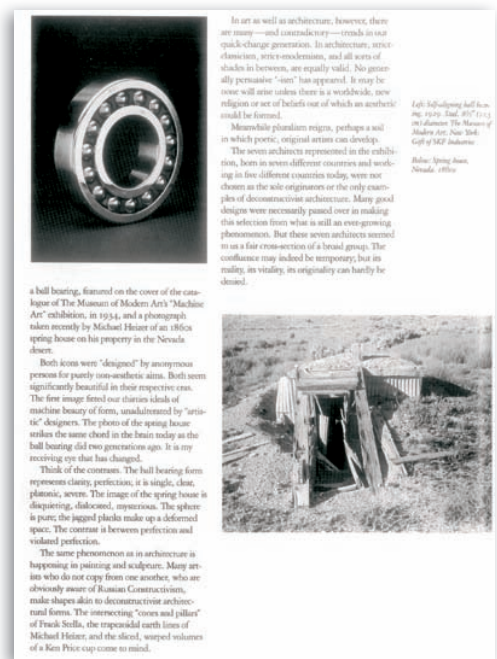 In art as well as architecture, however, there
are many—and contradictory—trends in our
quick-change generation. In architecture, strict-
classicism, strict-modernism, and all sorts of
shades in between, are equally valid. No gener-
ally persuasive "-ism" has appeared. It may be
none will arise unless there is a worldwide, new
religion or set of beliefs out of which an aesthetic
could be formed.
Meanwhile pluralism reigns, perhaps a soil
in which poetic, original artists can develop.
The seven architects represented in the exhibi-
tion, born in seven different countries and work-
ing in five different countries today, were not
chosen as the sole originators or the only exam-
ples of deconstructivist architecture. Many good
designs were necessarily passed over in making
this selection from what is still an ever-growing
phenomenon. But these seven architects seemed
to us a fair cross-section of a broad group. The
confluence may indeed be temporary; but its
reality, its vitality, its originality can hardly be
denied.
Left: Self-aligning ball bear-
ing. 1929. Steel, 8½" (21.5
cm) diameter. The Museum of
Modern Art, New York.
Gift of SKF Industries
Below: Spring house,
Nevada. 1860s
a ball bearing, featured on the cover of the cata-
logue of The Museum of Modern Art's "Machine
Art" exhibition, in 1934, and a photograph
taken recently by Michael Heizer of an 1860s
spring house on his property in the Nevada
desert.
Both icons were "designed" by anonymous
persons for purely non-aesthetic aims. Both seem
significantly beautiful in their respective eras.
The first image fitted our thirties ideals of
machine beauty of form, unadulterated by "artis-
tic" designers. The photo of the spring house
strikes the same chord in the brain today as the
ball bearing did two generations ago. It is my
receiving eye that has changed.
Think of the contrasts. The ball bearing form
represents clarity, perfection; it is single, clear,
platonic, severe. The image of the spring house is
disquieting, dislocated, mysterious. The sphere
is pure; the jagged planks make up a deformed
space. The contrast is between perfection and
violated perfection.
The same phenomenon as in architecture is
happening in painting and sculpture. Many art-
ists who do not copy from one another, who are
obviously aware of Russian Constructivism,
make shapes akin to deconstructivist architec-
tural forms. The intersecting "cones and pillars"
of Frank Stella, the trapezoidal earth lines of
Michael Heizer, and the sliced, warped volumes
of a Ken Price cup come to mind.